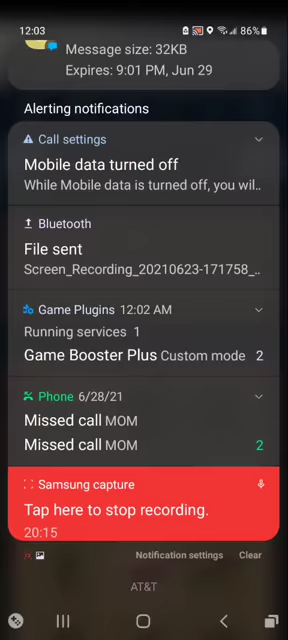 12:03
86%
Message size: 32KB
Expires: 9:01 PM, Jun 29
Alerting notifications
Call settings
Mobile data turned off
While Mobile data is turned off, you wil..
Bluetooth
File sent
Screen_Recording_20210623-171758_..
Game Plugins 12:02 AM
Running services 1
Game Booster Plus Custom mode 2
Phone 6/28/21
Missed call MOM
Missed call MOM 2
Samsung capture
Tap here to stop recording.
20:15
Notification settings Clear
AT&T